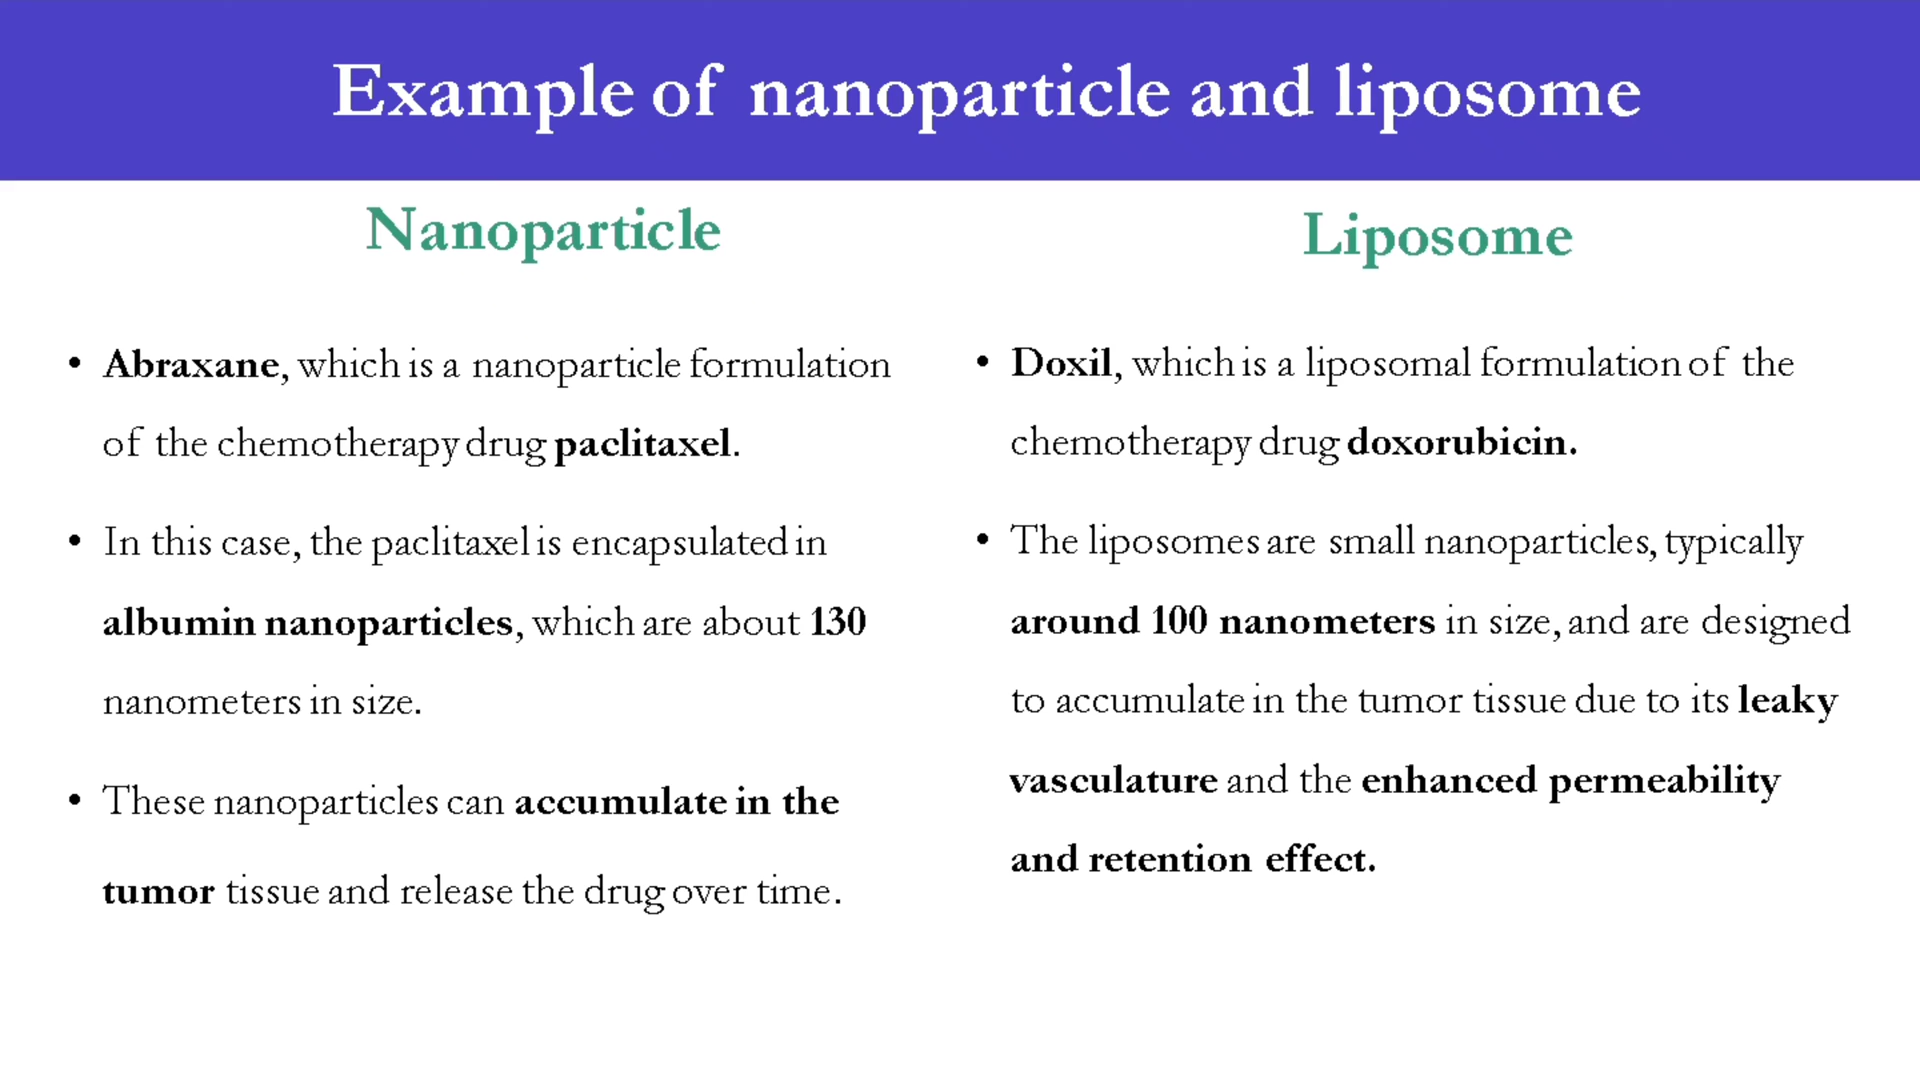 Example of nanoparticle and liposome
Nanoparticle
• Abraxane, which is a nanoparticle formulation
of the chemotherapy drug paclitaxel.
• In this case, the paclitaxel is encapsulated in
albumin nanoparticles, which are about 130
nanometers in size.
• These nanoparticles can accumulate in the
tumor tissue and release the drug over time.
Liposome
• Doxil, which is a liposomal formulation of the
chemotherapy drug doxorubicin.
• The liposomes are small nanoparticles, typically
around 100 nanometers in size, and are designed
to accumulate in the tumor tissue due to its leaky
vasculature and the enhanced permeability
and retention effect.